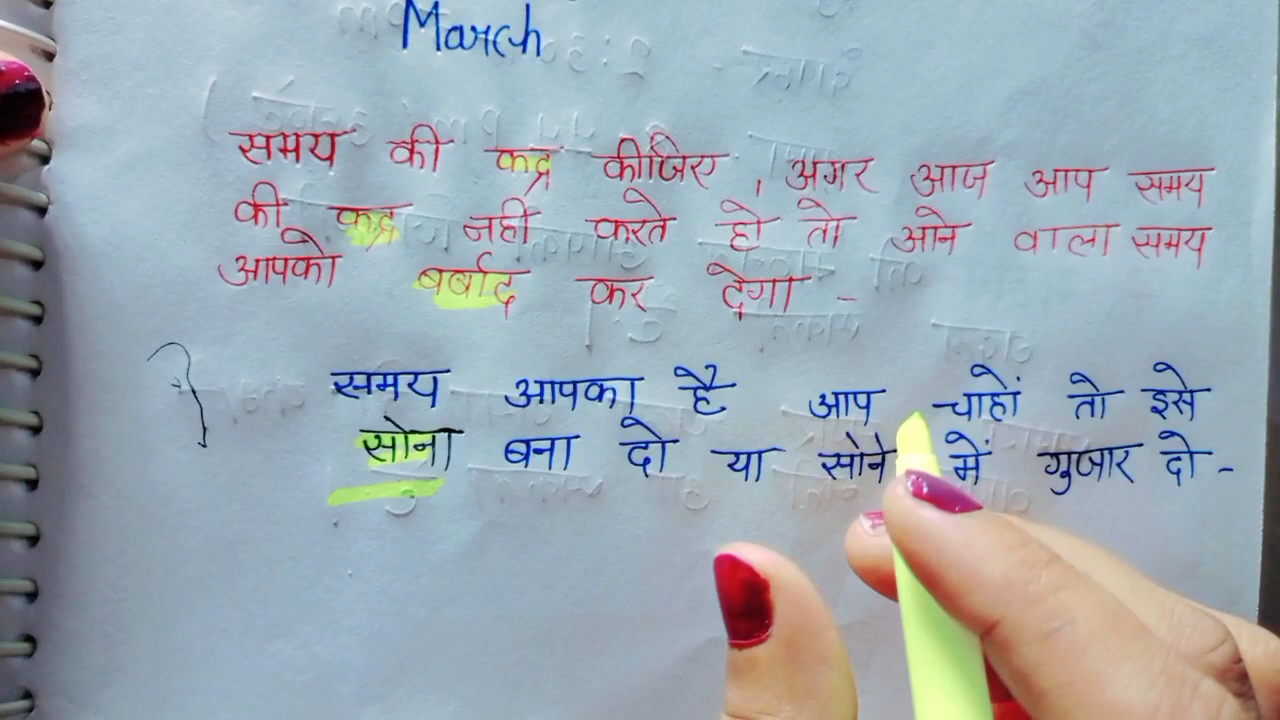 March
समय की कद्र कीजिए , अगर आज आप समय
की कद्र नही करते हो तो आने वाला समय
आपको बर्बाद कर देगा -
समय आपका है आप चाहों तो इसे
सोना बना दो या सोने में गुजार दो -